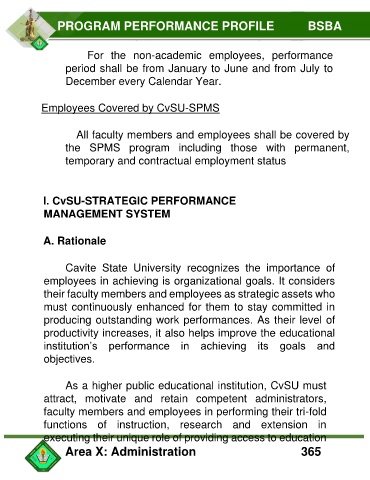 PROGRAM PERFORMANCE PROFILE BSBA
For the non-academic employees, performance
period shall be from January to June and from July to
December every Calendar Year.
Employees Covered by CvSU-SPMS
All faculty members and employees shall be covered by
the SPMS program including those with permanent,
temporary and contractual employment status
I. CvSU-STRATEGIC PERFORMANCE
MANAGEMENT SYSTEM
A. Rationale
Cavite State University recognizes the importance of
employees in achieving is organizational goals. It considers
their faculty members and employees as strategic assets who
must continuously enhanced for them to stay committed in
producing outstanding work performances. As their level of
productivity increases, it also helps improve the educational
institution's performance in achieving its goals and
objectives.
As a higher public educational institution, CvSU must
attract, motivate and retain competent administrators,
faculty members and employees in performing their tri-fold
functions of instruction, research and extension in
executing their unique role of providing access to education
Area X: Administration 365